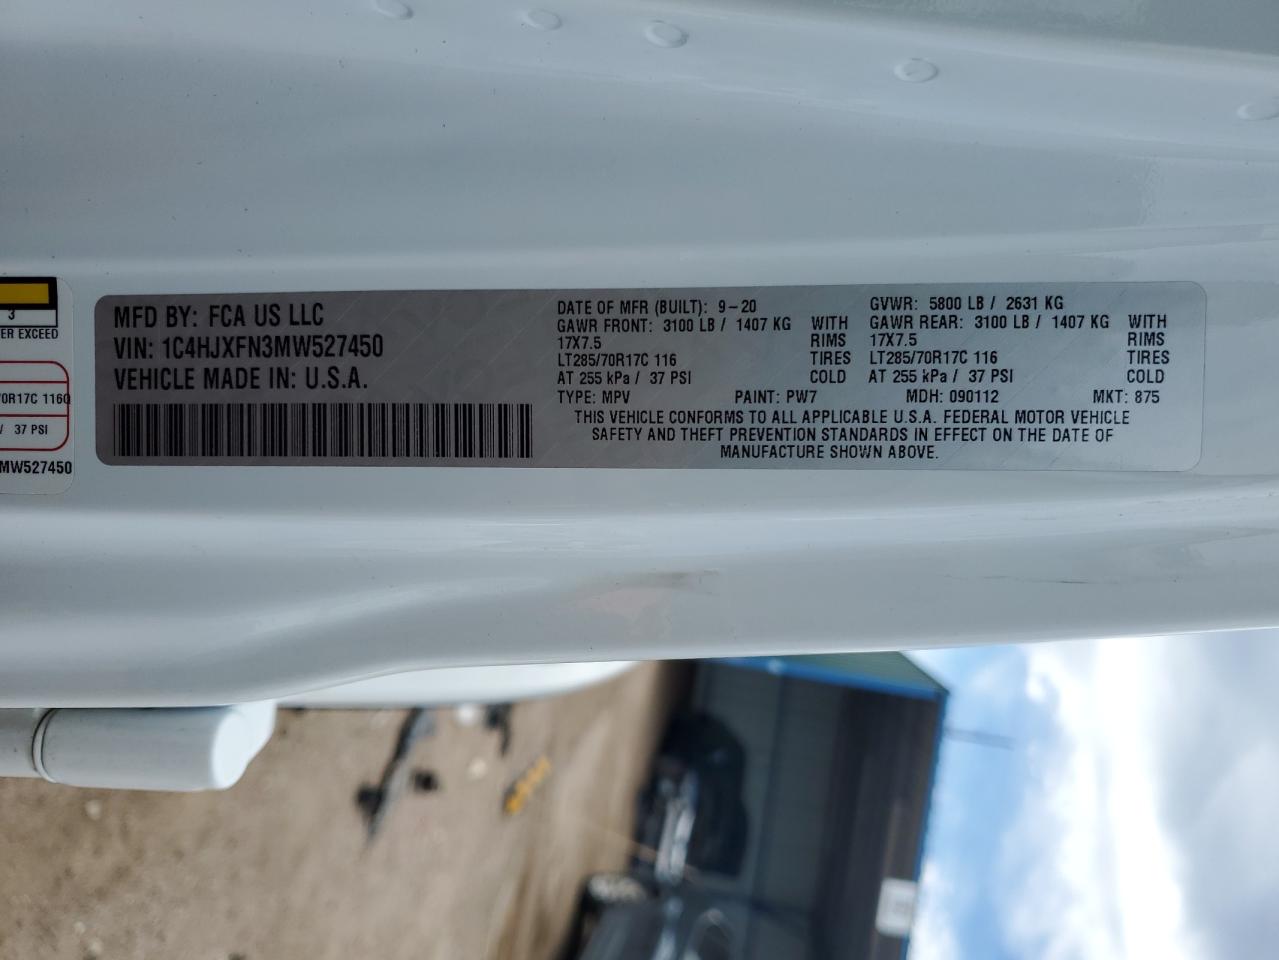 3
ER EXCEED
70R17C 116
/ 37 PSI
MW527450
MFD BY: FCA US LLC
VIN: 1C4HJXFN3MW527450
VEHICLE MADE IN: U.S.A.
DATE OF MFR (BUILT): 9-20
GAWR FRONT: 3100 LB / 1407 KG WITH
17X7.5 RIMS
LT285/70R17C 116 TIRES
AT 255 kPa / 37 PSI COLD
GVWR: 5800 LB / 2631 KG
GAWR REAR: 3100 LB / 1407 KG WITH
17X7.5 RIMS
LT285/70R17C 116 TIRES
AT 255 kPa / 37 PSI COLD
TYPE: MPV PAINT: PW7 MDH: 090112 MKT: 875
THIS VEHICLE CONFORMS TO ALL APPLICABLE U.S.A. FEDERAL MOTOR VEHICLE
SAFETY AND THEFT PREVENTION STANDARDS IN EFFECT ON THE DATE OF
MANUFACTURE SHOWN ABOVE.